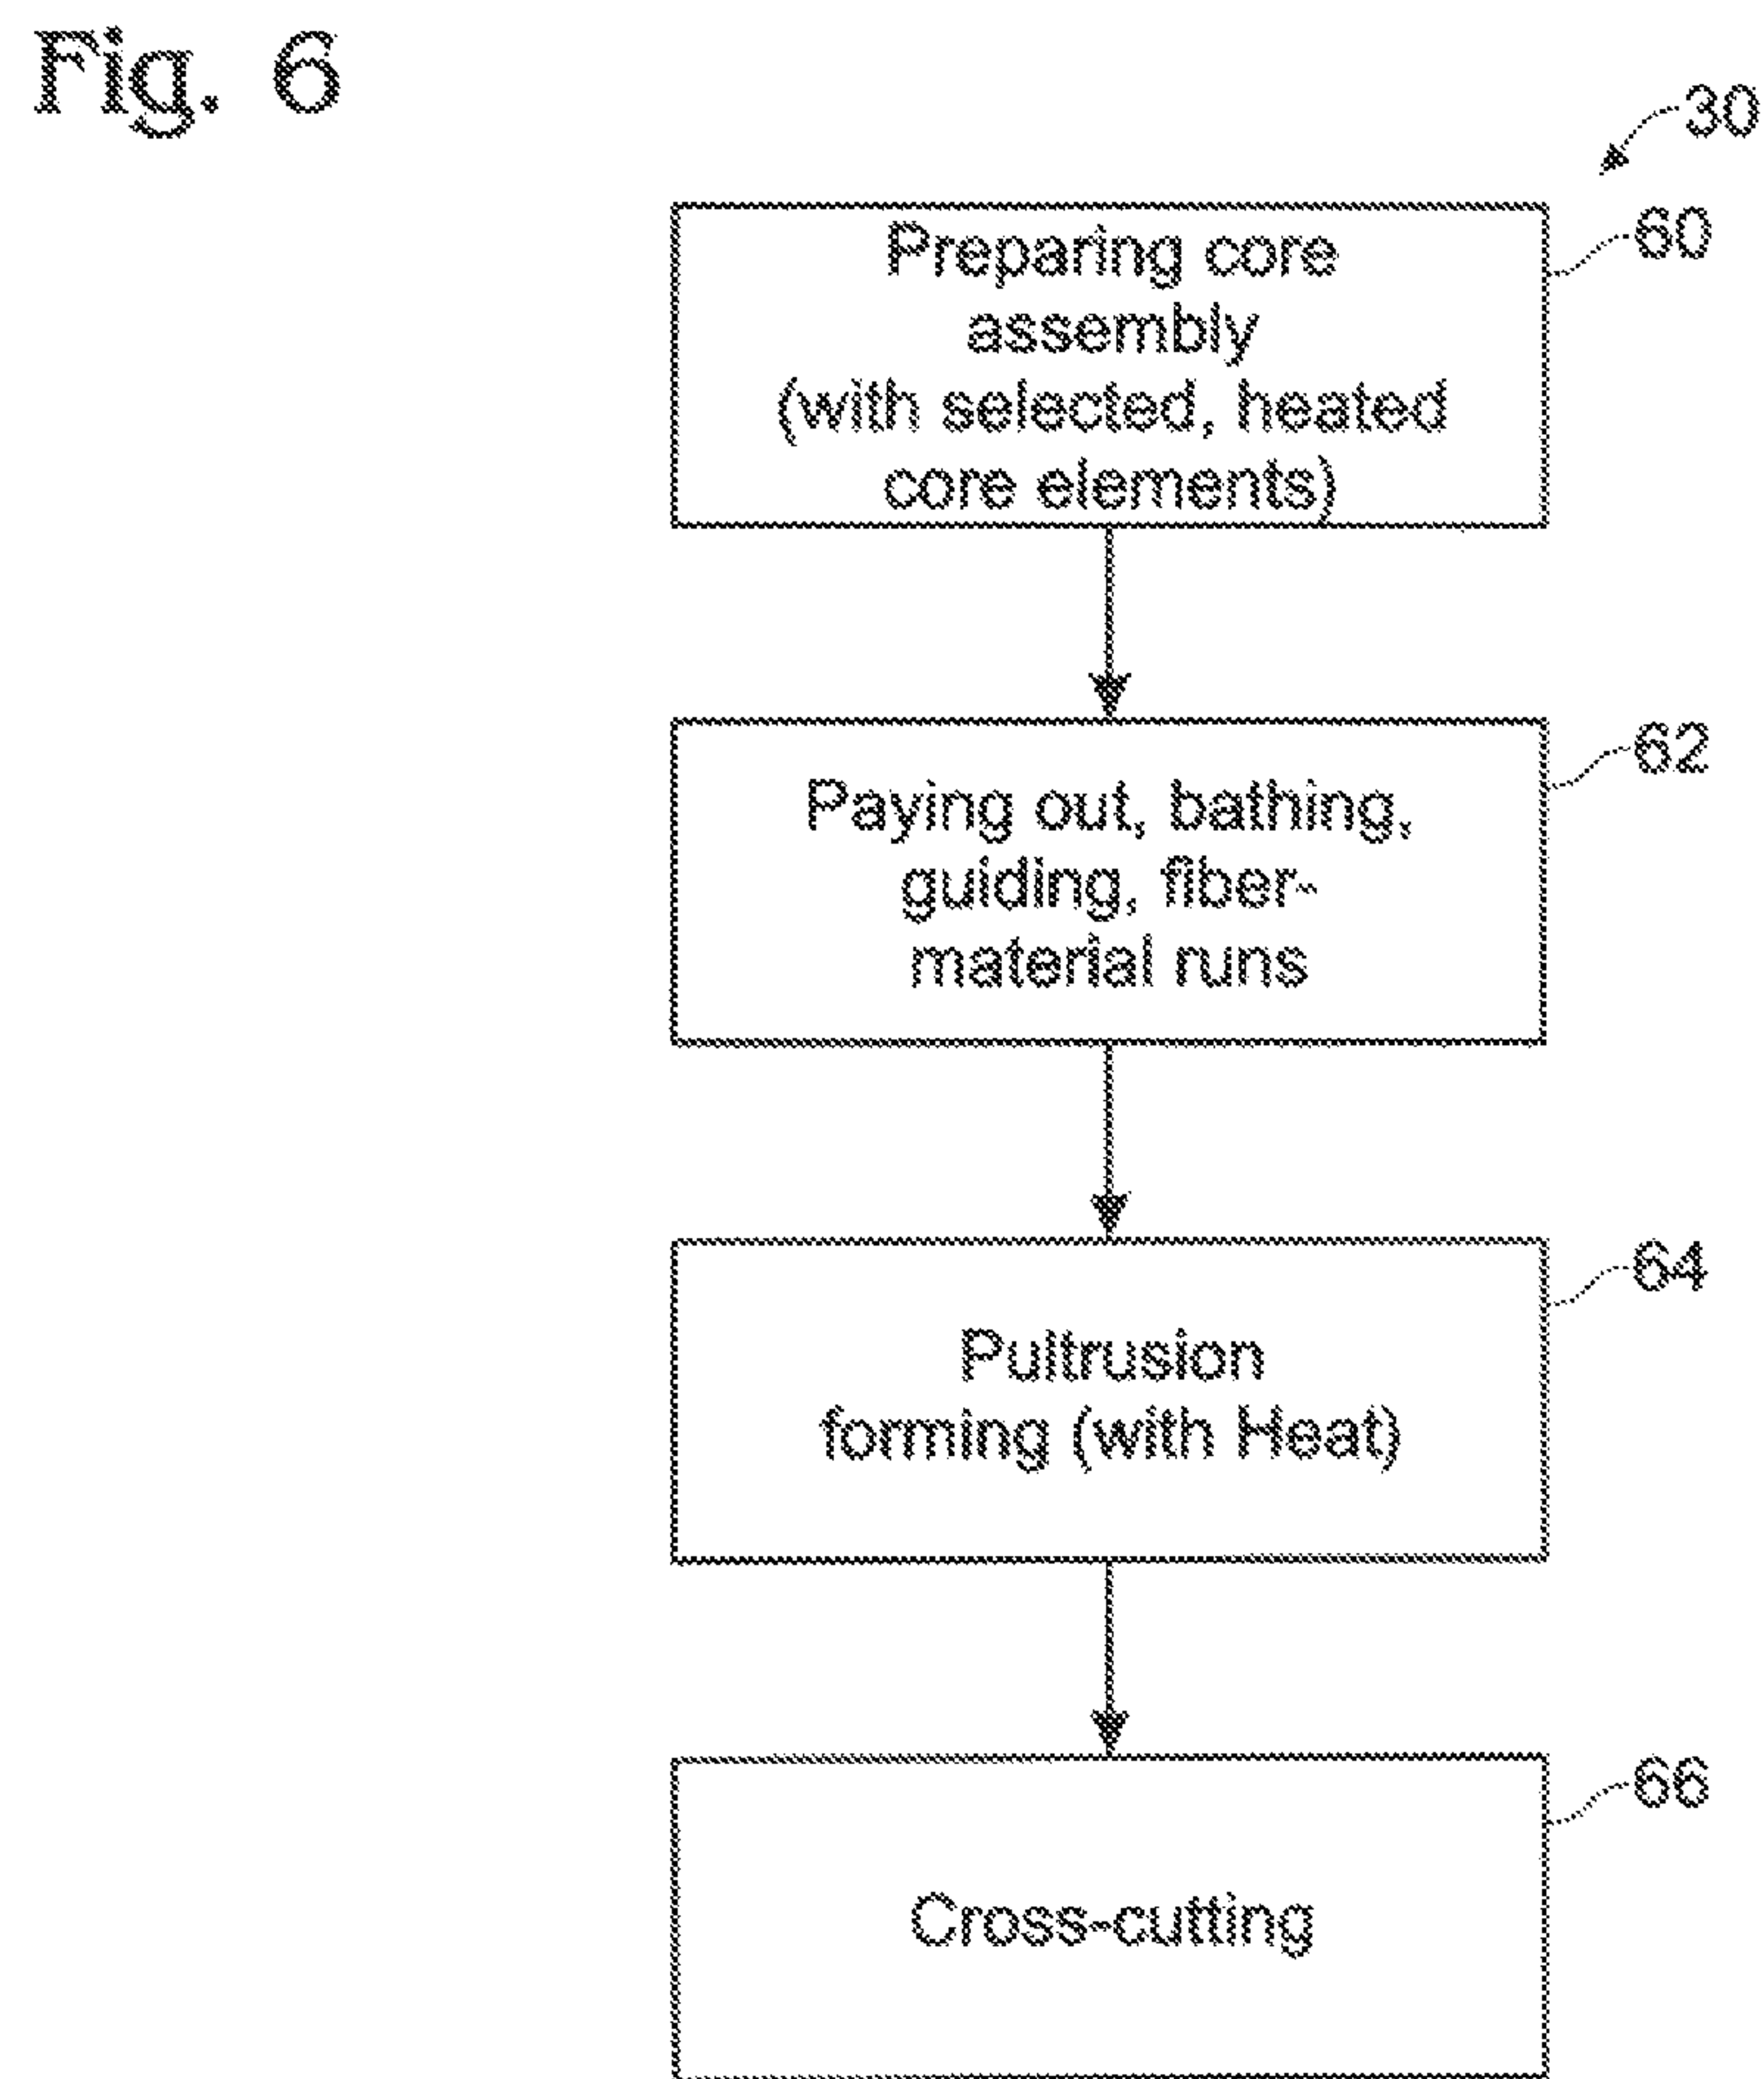 Fig. 6
30
60
Preparing core
assembly
(with selected, heated
core elements)
62
Paying out, bathing,
guiding, fiber-
material runs
64
Pultrusion
forming (with Heat)
66
Cross-cutting